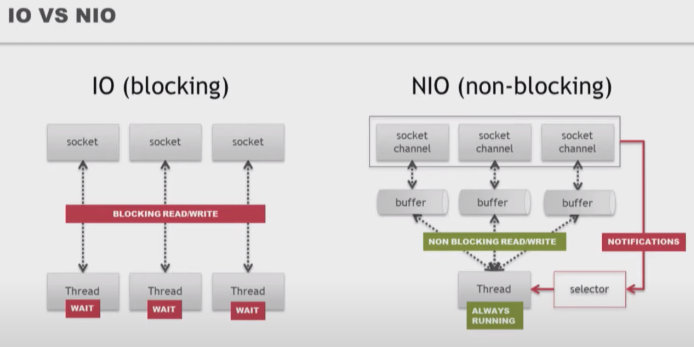 IO VS NIO
IO (blocking)
socket
socket
socket
BLOCKING READ/WRITE
Thread
WAIT
Thread
WAIT
Thread
WAIT
NIO (non-blocking)
socket
channel
socket
channel
socket
channel
buffer
buffer
buffer
NON BLOCKING READ/WRITE
NOTIFICATIONS
Thread
ALWAYS
RUNNING
selector